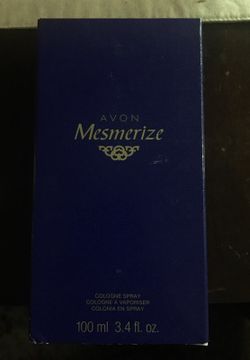 AVON
Mesmerize
COLOGNE SPRAY
COLOGNE À VAPORISER
COLONIA EN SPRAY
100 ml 3.4 fl. oz.